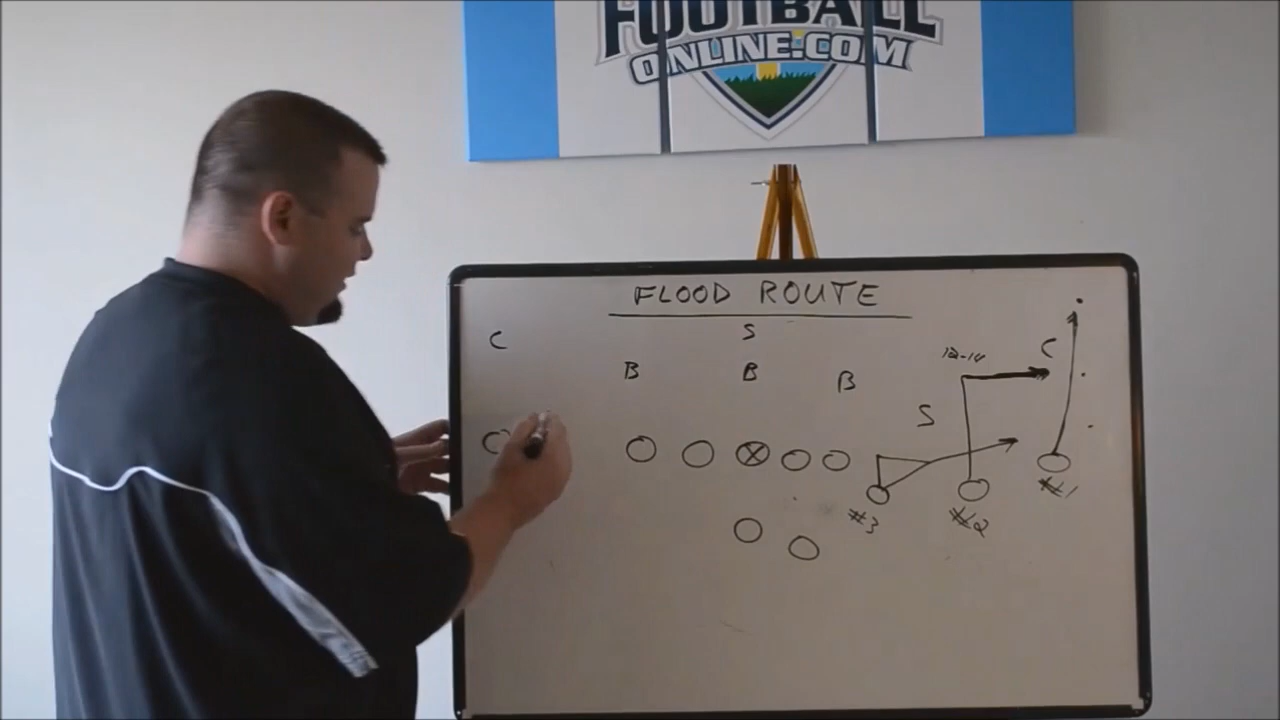 FOOTBALL
ONLINE.COM
FLOOD ROUTE
C S
B B B 12-14 C
S
#3 #2 #1